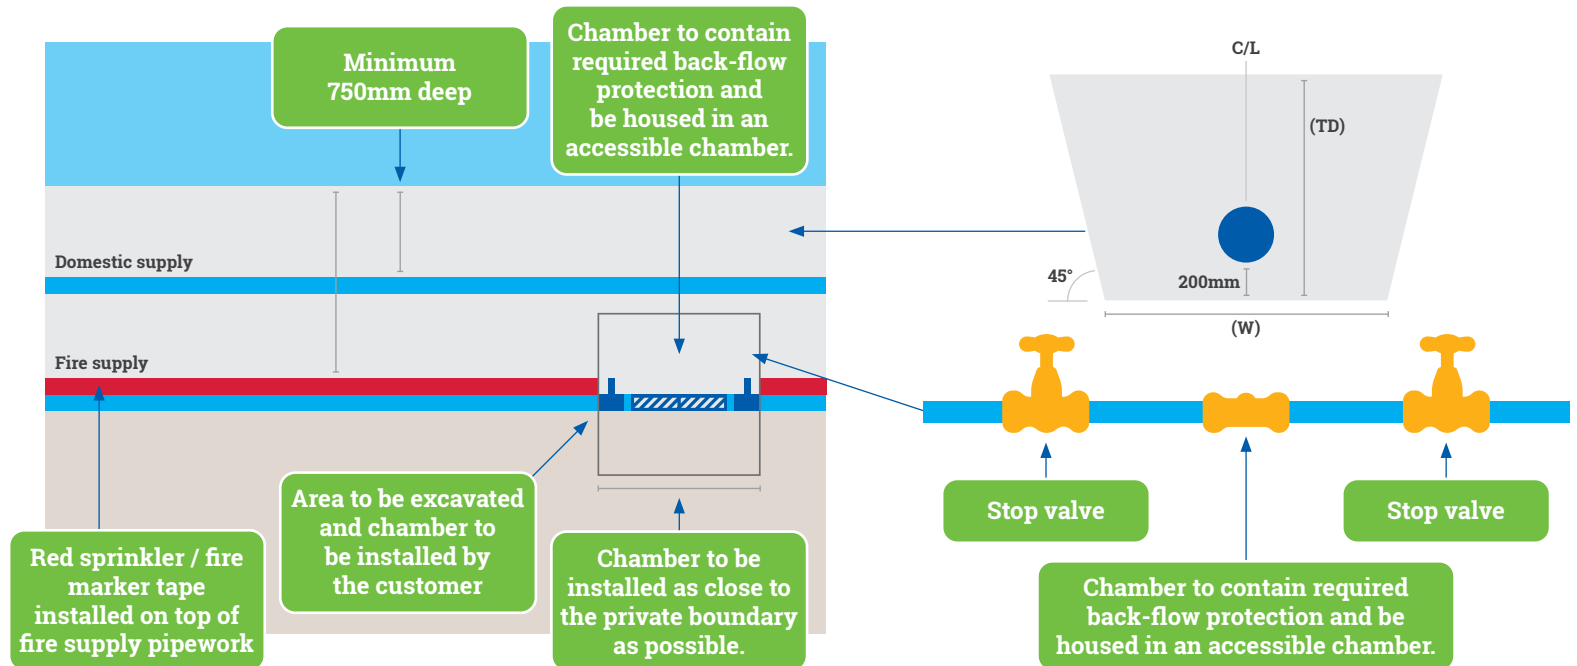 Minimum
750mm deep
Chamber to contain
required back-flow
protection and
be housed in an
accessible chamber.
C/L
(TD)
Domestic supply
45°
200mm
(W)
Fire supply
Red sprinkler / fire
marker tape
installed on top of
fire supply pipework
Area to be excavated
and chamber to
be installed by
the customer
Chamber to be
installed as close to
the private boundary
as possible.
Stop valve
Stop valve
Chamber to contain required
back-flow protection and be
housed in an accessible chamber.